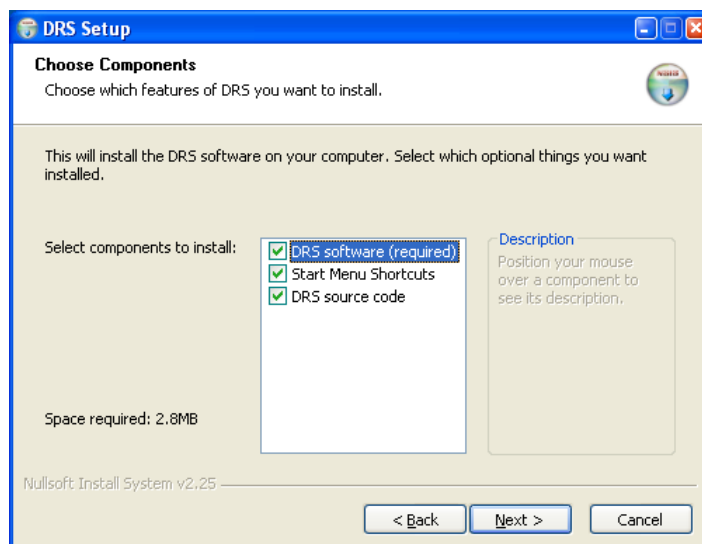 DRS Setup
Choose Components
Choose which features of DRS you want to install.
This will install the DRS software on your computer. Select which optional things you want
installed.
Select components to install:
DRS software (required)
Start Menu Shortcuts
DRS source code
Description
Position your mouse
over a component to
see its description.
Space required: 2.8MB
Nullsoft Install System v2.25
< Back
Next >
Cancel